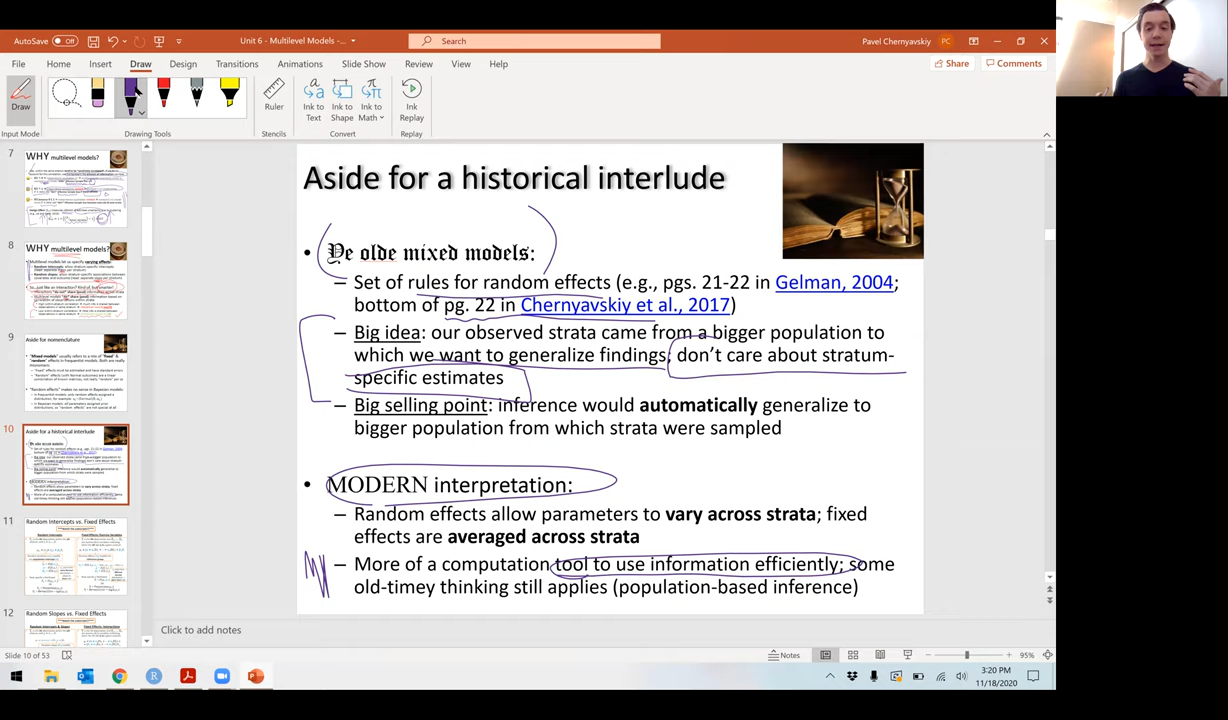 AutoSave Off
Unit 6 - Multilevel Models -...
Search
Pavel Chernyavskiy PC
File Home Insert Draw Design Transitions Animations Slide Show Review View Help Share Comments
Draw
Ruler
Ink to Text
Ink to Shape
Ink to Math
Ink Replay
Input Mode
Drawing Tools
Stencils
Convert
Replay
7
WHY multilevel models?
8
WHY multilevel models?
9
Aside for nomenclature
10
Aside for a historical interlude
11
Random Intercepts vs. Fixed Effects
12
Random Slopes vs. Fixed Effects
Aside for a historical interlude
• Ye olde mixed models:
– Set of rules for random effects (e.g., pgs. 21-22 in Gelman, 2004;
bottom of pg. 22 in Chernyavskiy et al., 2017)
– Big idea: our observed strata came from a bigger population to
which we want to generalize findings; don't care about stratum-
specific estimates
– Big selling point: inference would automatically generalize to
bigger population from which strata were sampled
• MODERN interpretation:
– Random effects allow parameters to vary across strata; fixed
effects are averaged across strata
– More of a computation tool to use information efficiently; some
old-timey thinking still applies (population-based inference)
Click to add notes
Slide 10 of 53
Notes
95%
3:20 PM
11/18/2020